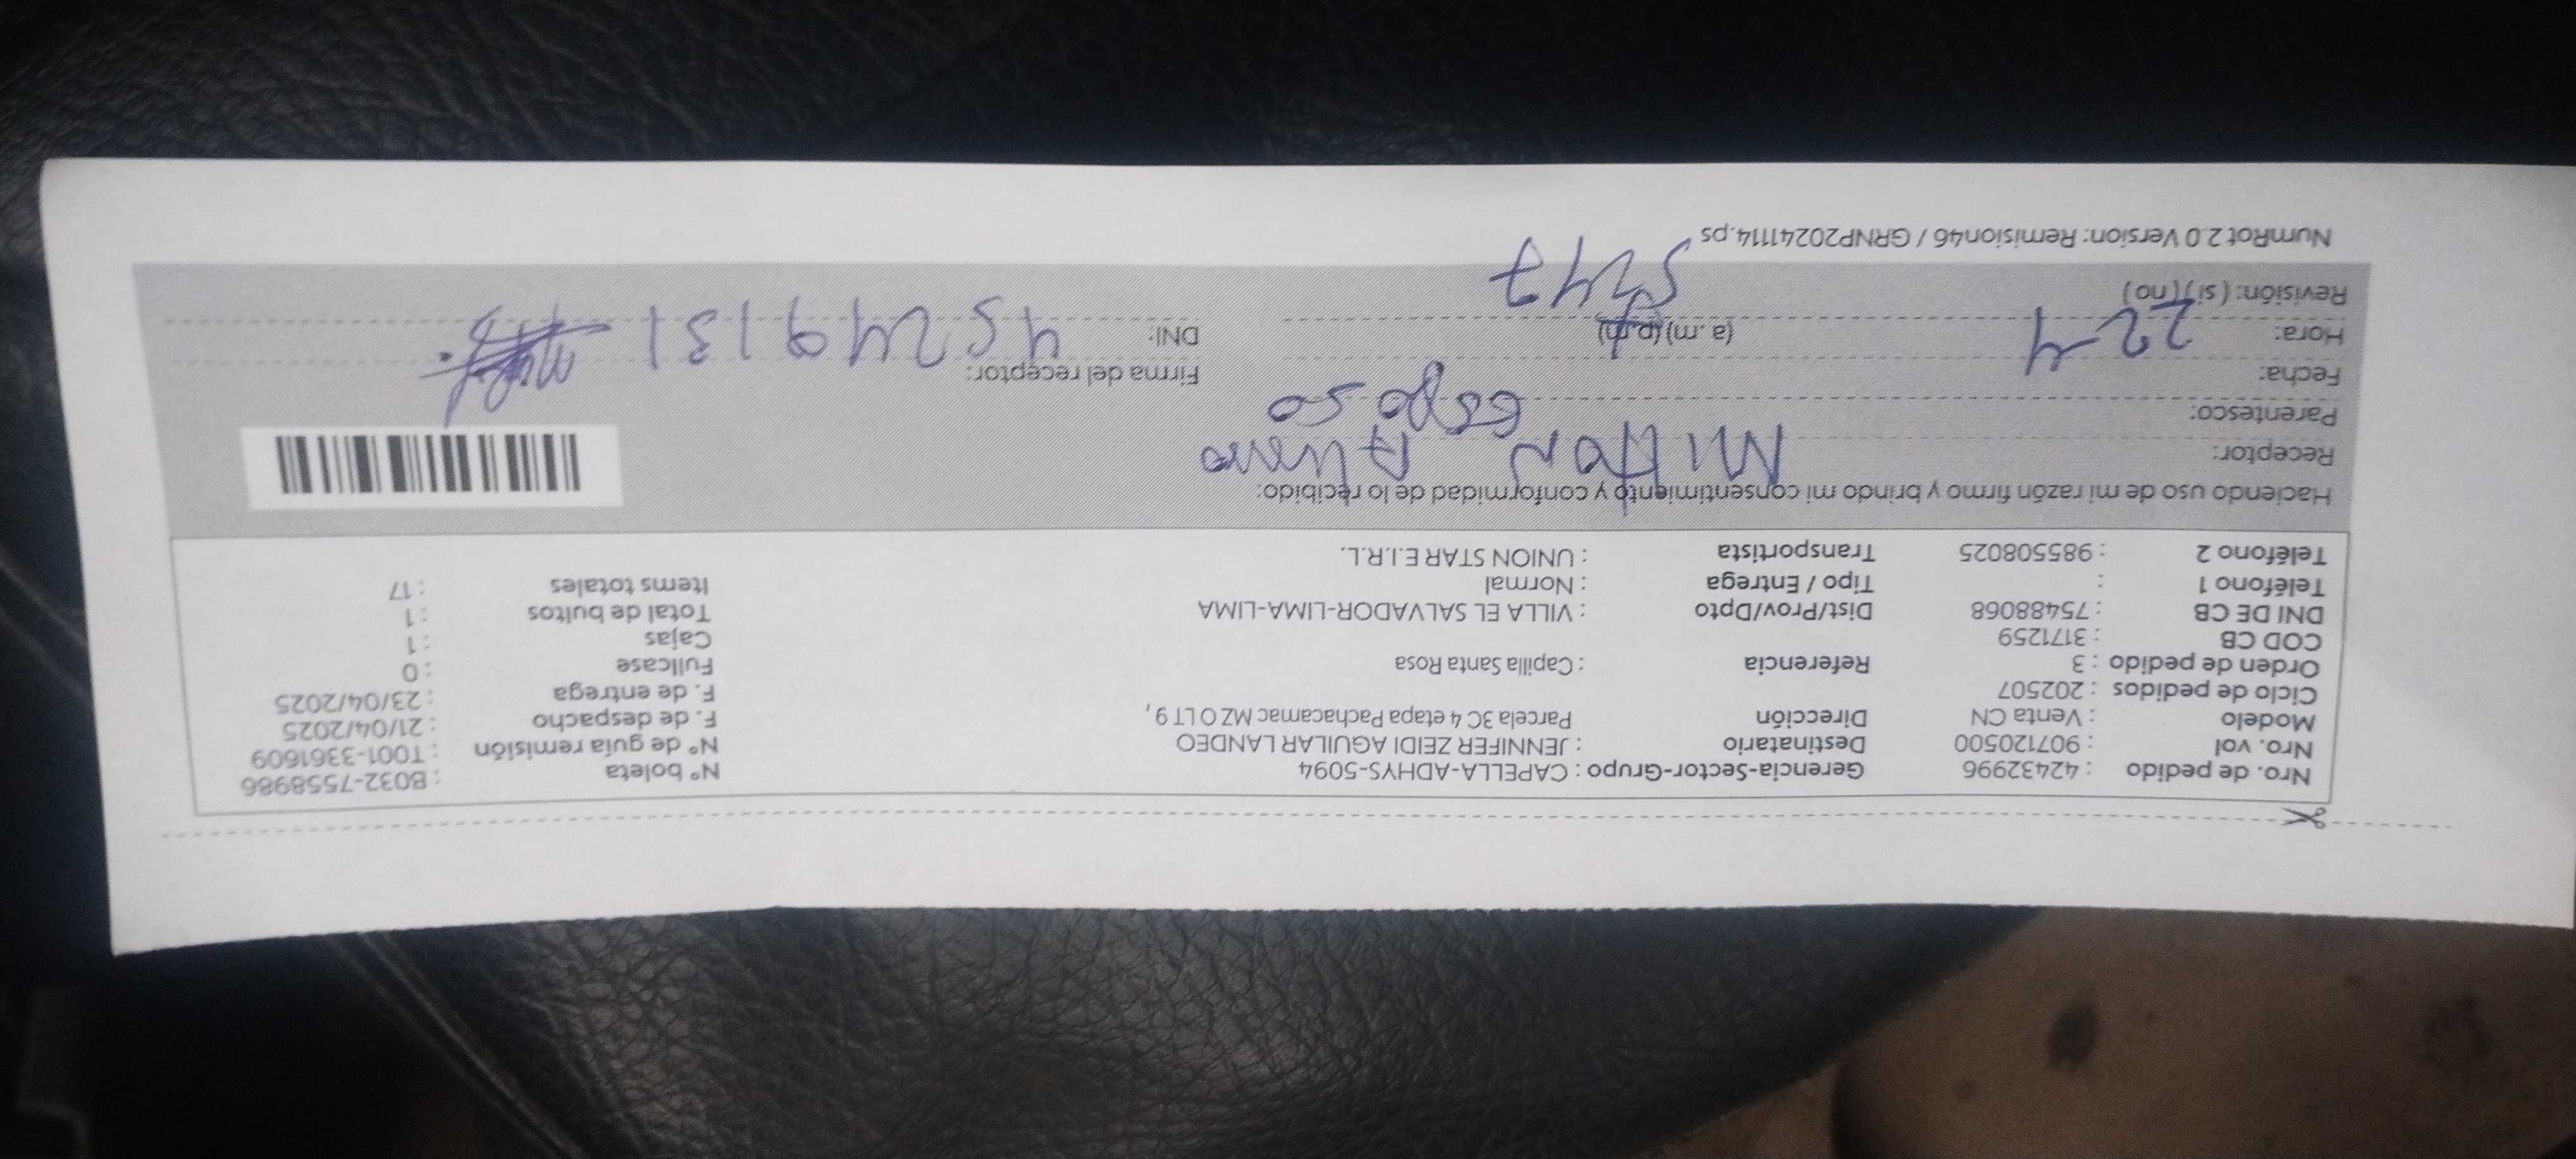 Nro. de pedido : 42432996 Gerencia-Sector-Grupo : CAPELLA-ADHYS-5094 N° boleta : B032-7558986
Nro. vol : 907120500 Destinatario : JENNIFER ZEIDI AGUILAR LANDEO N° de guía remisión : T001-3361609
Modelo : Venta CN Dirección Parcela 3C 4 etapa Pachacamac MZ O LT 9 , F. de despacho : 21/04/2025
Ciclo de pedidos : 202507 F. de entrega : 23/04/2025
Orden de pedido : 3 Referencia : Capilla Santa Rosa Fullcase : 0
COD CB : 3171259 Cajas : 1
DNI DE CB : 75488068 Dist/Prov/Dpto : VILLA EL SALVADOR-LIMA-LIMA Total de bultos : 1
Teléfono 1 : Tipo / Entrega : Normal Items totales : 17
Teléfono 2 : 985508025 Transportista : UNION STAR E.I.R.L.
Haciendo uso de mi razón firmo y brindo mi consentimiento y conformidad de lo recibido:
Receptor: Milton
Parentesco: esposo
Fecha: 22-4 Firma del receptor:
Hora: (a. m) (p.m) DNI: 45249131
Revisión: ( si ) ( no ) 5247
NumRot 2.0 Version: Remision46 / GRNP20241114.ps